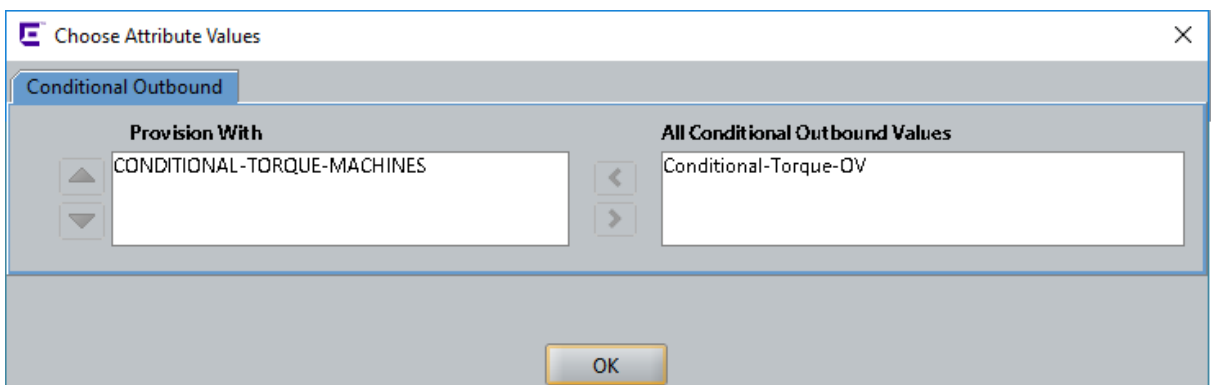 Choose Attribute Values
Conditional Outbound
Provision With
All Conditional Outbound Values
CONDITIONAL-TORQUE-MACHINES
Conditional-Torque-OV
OK